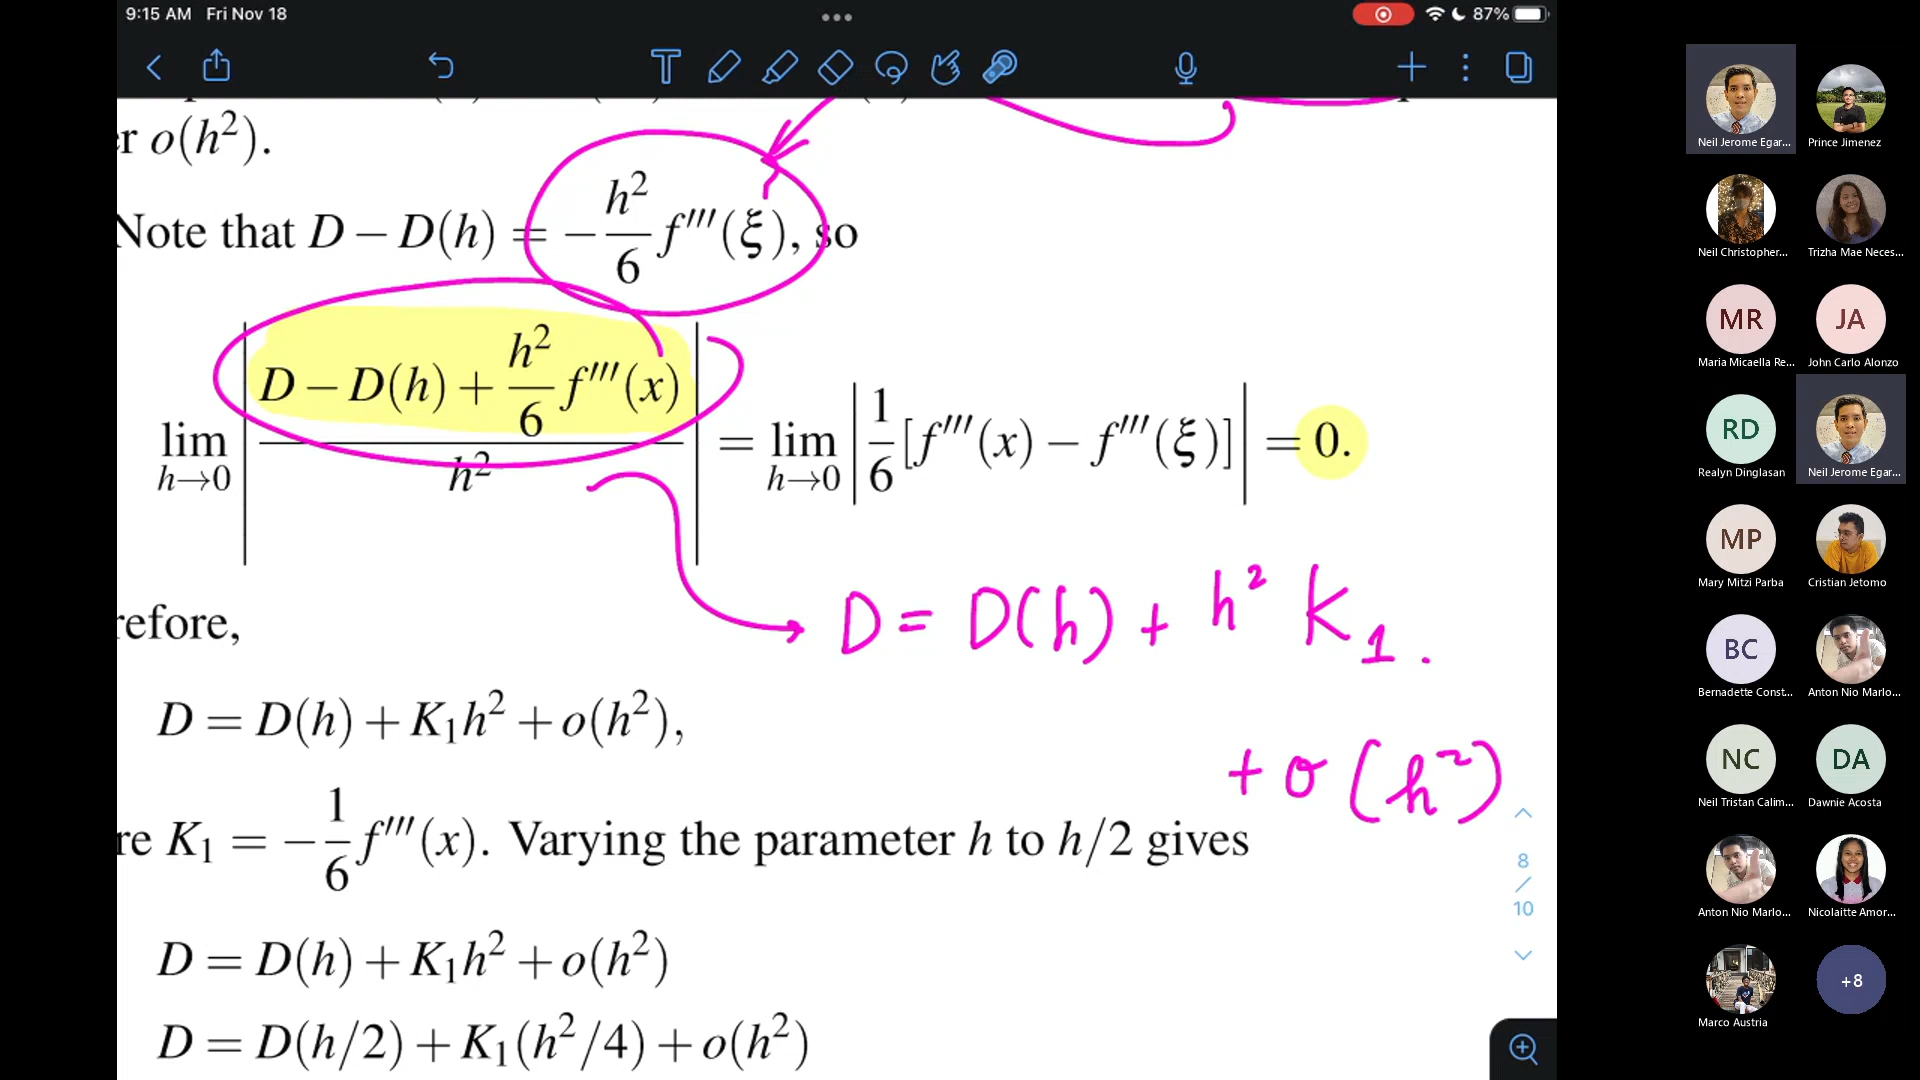 9:15 AM Fri Nov 18
87%
r o(h²).
Note that D − D(h) = −h²/6 f‴(ξ), so
lim h→0 | (D − D(h) + h²/6 f‴(x)) / h² | = lim h→0 | 1/6 [f‴(x) − f‴(ξ)] | = 0.
D = D(h) + h² K₁.
+ o(h²)
refore,
D = D(h) + K₁h² + o(h²),
re K₁ = −1/6 f‴(x). Varying the parameter h to h/2 gives
D = D(h) + K₁h² + o(h²)
D = D(h/2) + K₁(h²/4) + o(h²)
8
/
10
Neil Jerome Egar...
Prince Jimenez
Neil Christopher...
Trizha Mae Neces...
MR
Maria Micaella Re...
JA
John Carlo Alonzo
RD
Realyn Dinglasan
Neil Jerome Egar...
MP
Mary Mitzi Parba
Cristian Jetomo
BC
Bernadette Const...
Anton Nio Marlo...
NC
Neil Tristan Calim...
DA
Dawnie Acosta
Anton Nio Marlo...
Nicolaitte Amor...
Marco Austria
+8